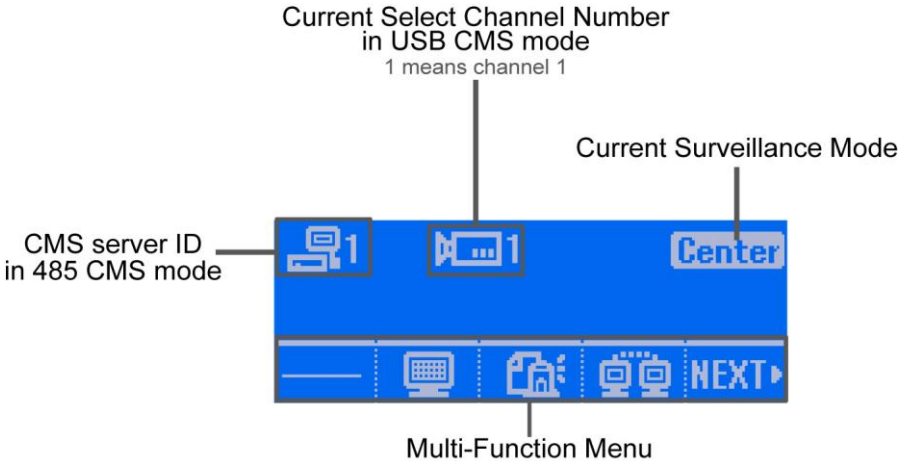 Current Select Channel Number
in USB CMS mode
1 means channel 1
Current Surveillance Mode
CMS server ID
in 485 CMS mode
1
1
Center
NEXT
Multi-Function Menu